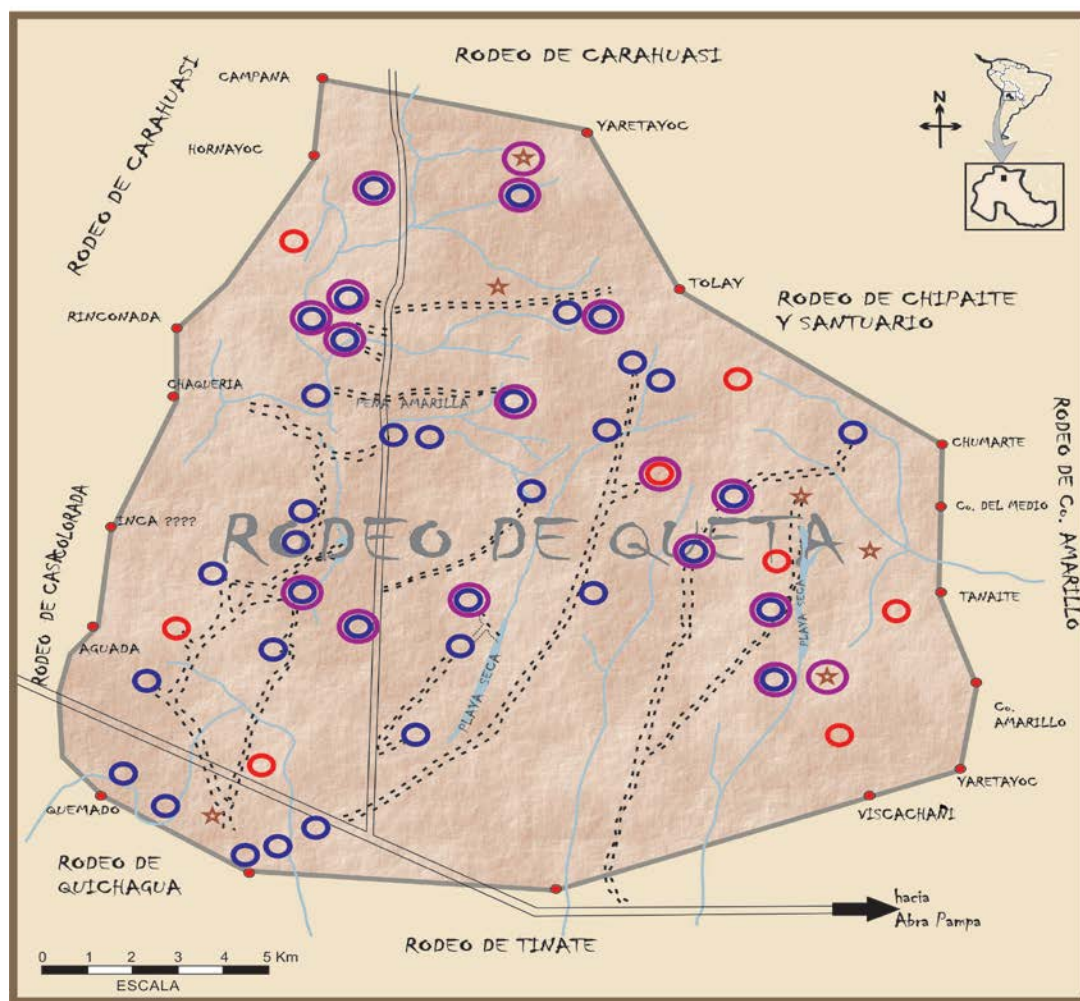 RODEO DE CARAHUASI
CAMPANA
YARETAYOC
N
HORNAYOC
RODEO DE CARAHUASI
TOLAY
RODEO DE CHIPAITE
Y SANTUARIO
RINCONADA
CHAQUERIA
PEÑA AMARILLA
CHUMARTE
RODEO DE Co. AMARILLO
Co. DEL MEDIO
INCA ????
RODEO DE QUETA
RODEO DE CASA COLORADA
TANAITE
AGUADA
PLAYA SECA
PLAYA SECA
Co.
AMARILLO
YARETAYOC
QUEMADO
VISCACHANI
RODEO DE
QUICHAGUA
hacia
Abra Pampa
RODEO DE TINATE
0 1 2 3 4 5 Km
ESCALA